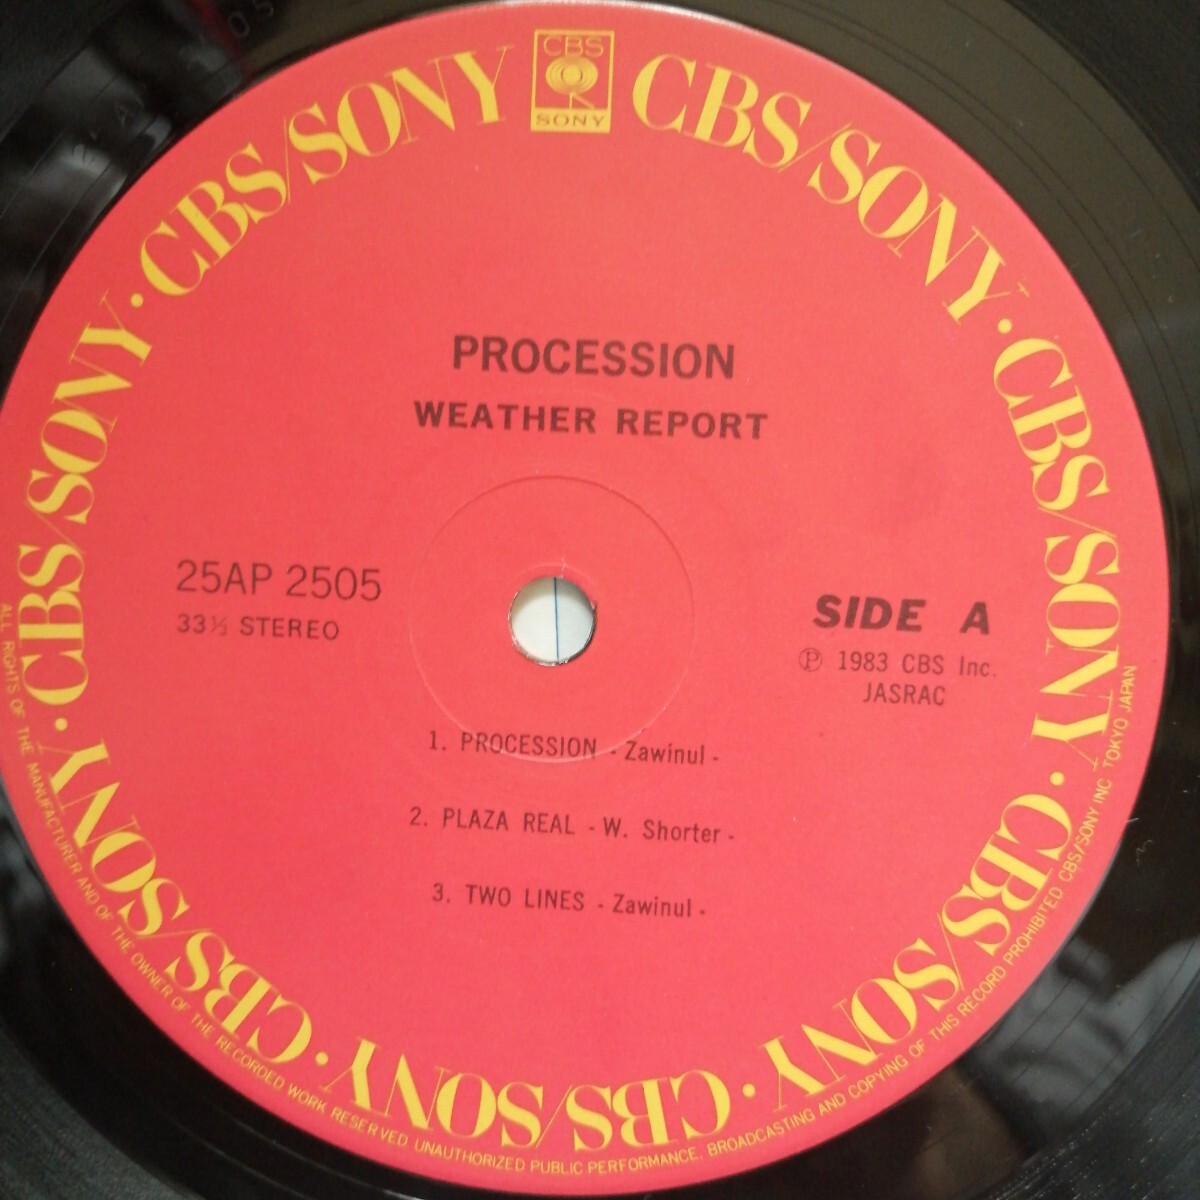 CBS
SONY
CBS/SONY · CBS/SONY · CBS/SONY · CBS/SONY · CBS/SONY · CBS/SONY · CBS/SONY · CBS/SONY
PROCESSION
WEATHER REPORT
25AP 2505
33⅓ STEREO
SIDE A
Ⓟ 1983 CBS Inc.
JASRAC
1. PROCESSION - Zawinul -
2. PLAZA REAL - W. Shorter -
3. TWO LINES - Zawinul -
ALL RIGHTS OF THE MANUFACTURER AND OF THE OWNER OF THE RECORDED WORK RESERVED UNAUTHORIZED PUBLIC PERFORMANCE, BROADCASTING AND COPYING OF THIS RECORD PROHIBITED CBS/SONY INC TOKYO JAPAN